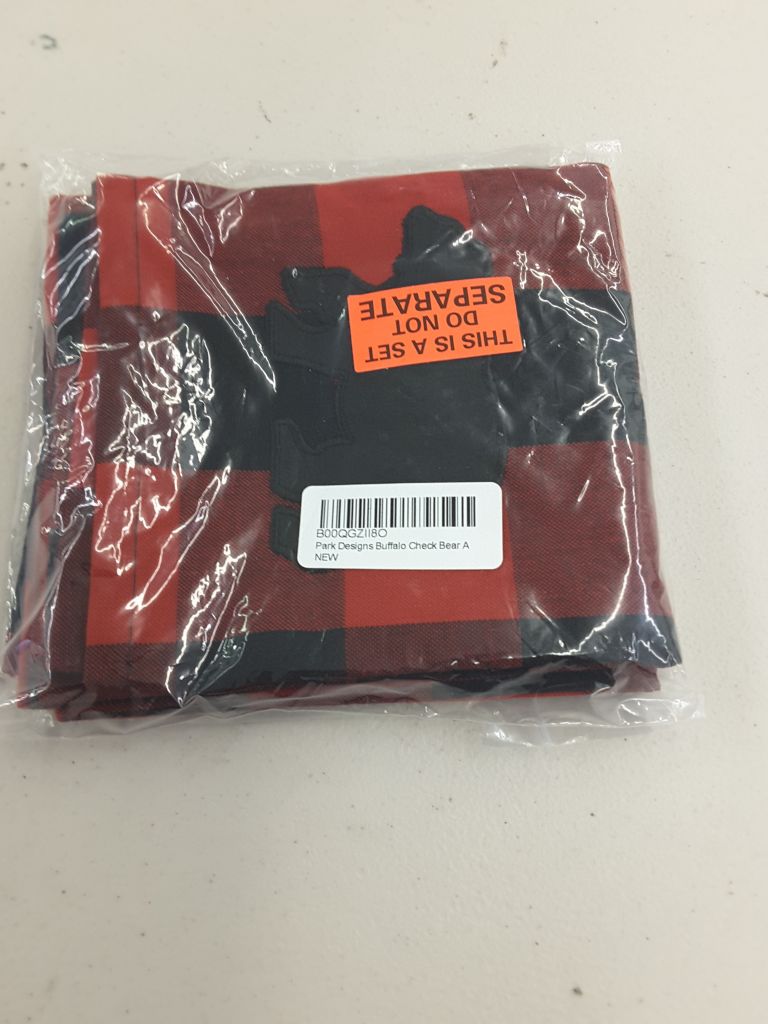 THIS IS A SET
DO NOT
SEPARATE
B00QGZII8O
Park Designs Buffalo Check Bear A
NEW